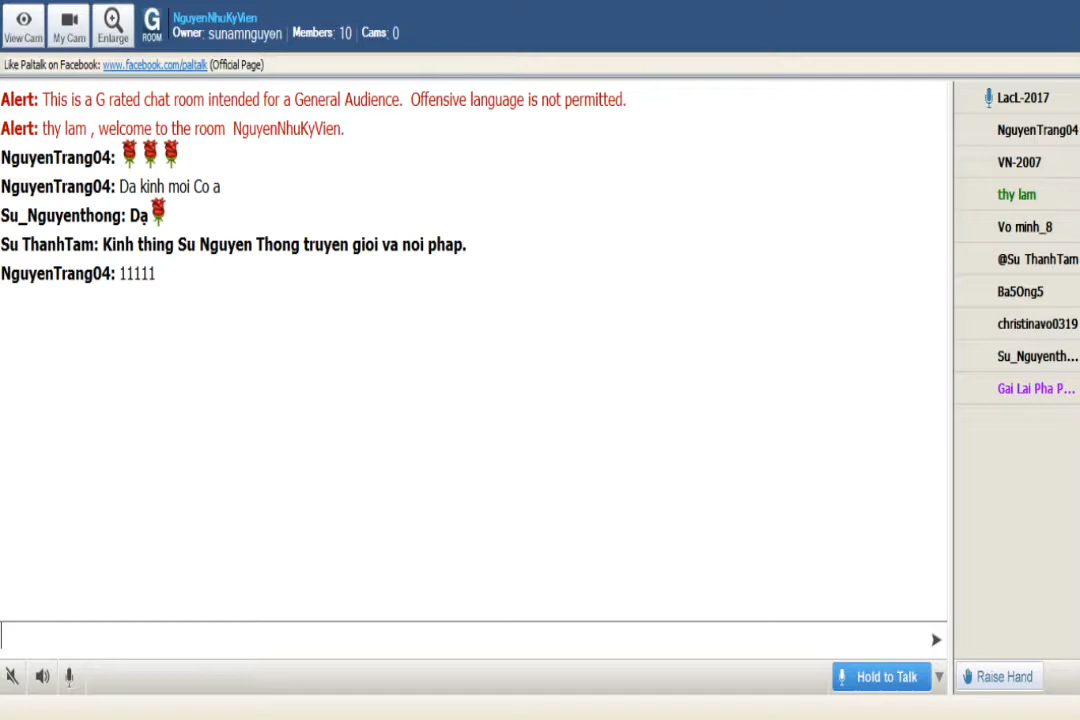 View Cam
My Cam
Enlarge
G
ROOM
NguyenNhuKyVien
Owner: sunamnguyen | Members: 10 | Cams: 0
Like Paltalk on Facebook: www.facebook.com/paltalk (Official Page)
Alert: This is a G rated chat room intended for a General Audience. Offensive language is not permitted.
Alert: thy lam , welcome to the room NguyenNhuKyVien.
NguyenTrang04:
NguyenTrang04: Da kinh moi Co a
Su_Nguyenthong: Dạ
Su ThanhTam: Kinh thing Su Nguyen Thong truyen gioi va noi phap.
NguyenTrang04: 11111
LacL-2017
NguyenTrang04
VN-2007
thy lam
Vo minh_8
@Su ThanhTam
Ba5Ong5
christinavo0319
Su_Nguyenth...
Gai Lai Pha P...
Hold to Talk
Raise Hand